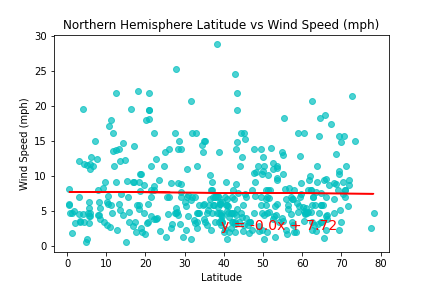 Northern Hemisphere Latitude vs Wind Speed (mph)
30
25
20
15
10
5
0
Wind Speed (mph)
y = -0.0x + 7.72
0 10 20 30 40 50 60 70 80
Latitude